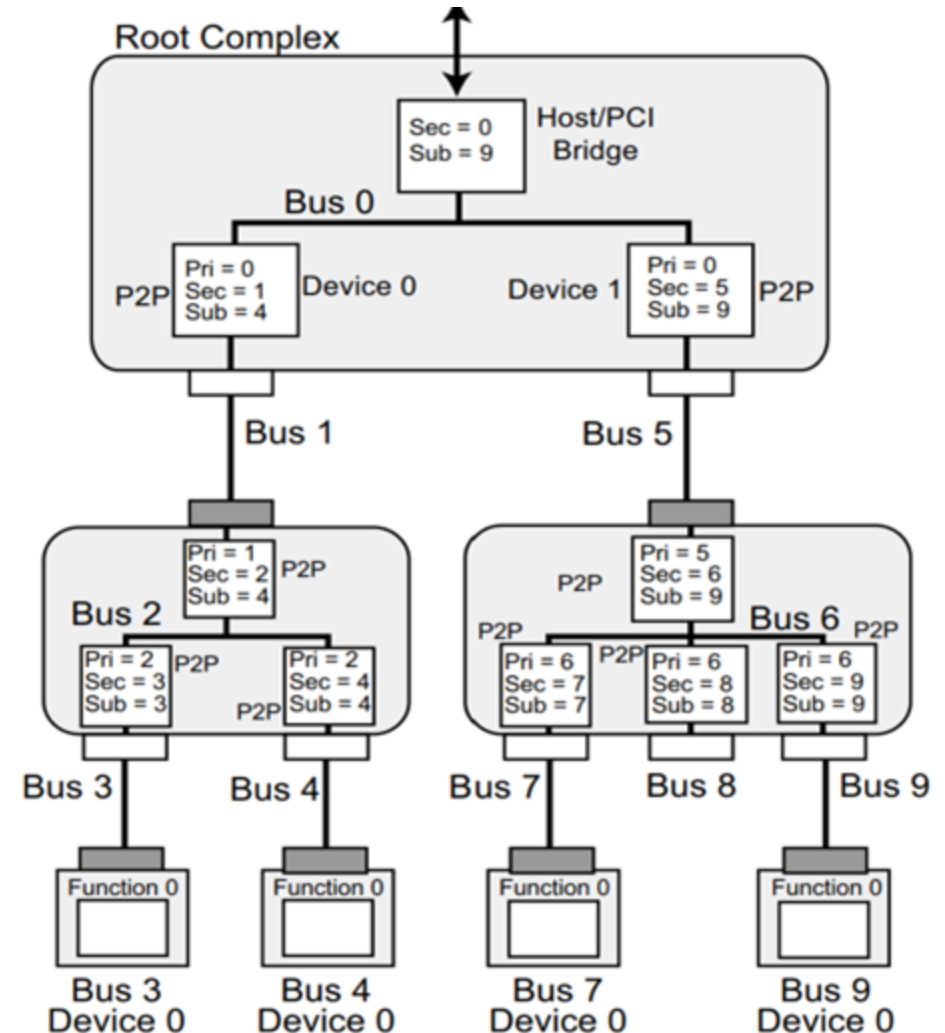 Root Complex
Sec = 0
Sub = 9
Host/PCI
Bridge
Bus 0
P2P
Pri = 0
Sec = 1
Sub = 4
Device 0
Device 1
Pri = 0
Sec = 5
Sub = 9
P2P
Bus 1
Bus 5
Pri = 1
Sec = 2
Sub = 4
P2P
Bus 2
Pri = 2
Sec = 3
Sub = 3
P2P
P2P
Pri = 2
Sec = 4
Sub = 4
P2P
Pri = 5
Sec = 6
Sub = 9
Bus 6
P2P
Pri = 6
Sec = 7
Sub = 7
P2P
Pri = 6
Sec = 8
Sub = 8
P2P
Pri = 6
Sec = 9
Sub = 9
Bus 3
Bus 4
Bus 7
Bus 8
Bus 9
Function 0
Function 0
Function 0
Function 0
Bus 3
Device 0
Bus 4
Device 0
Bus 7
Device 0
Bus 9
Device 0